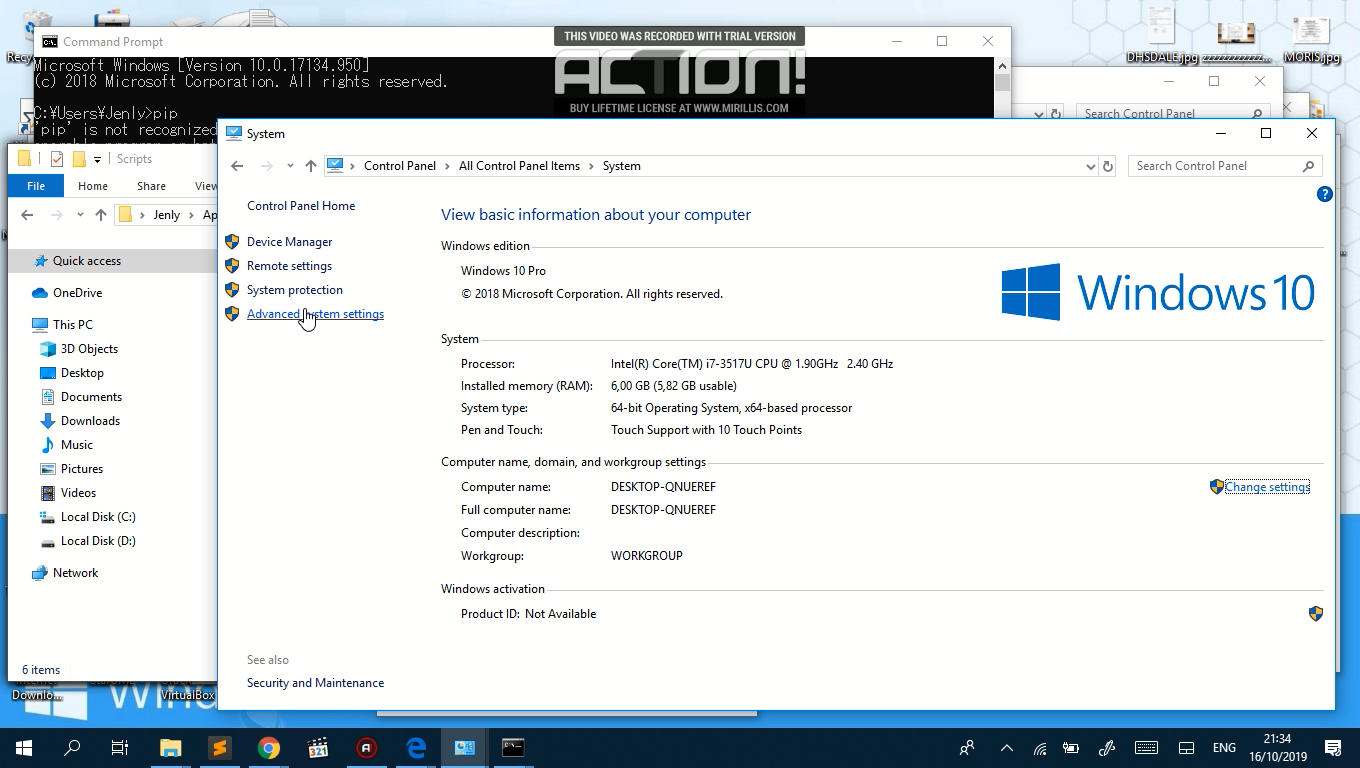 Recy
DHSDALE.jpg
zzzzzzzzzzzz...
MORIS.jpg
Command Prompt
THIS VIDEO WAS RECORDED WITH TRIAL VERSION
ACTION!
BUY LIFETIME LICENSE AT WWW.MIRILLIS.COM
Microsoft Windows [Version 10.0.17134.950]
(c) 2018 Microsoft Corporation. All rights reserved.
C:¥Users¥Jenly>pip
'pip' is not recognized
Search Control Panel
Scripts
File Home Share View
Jenly
Ap
Quick access
OneDrive
This PC
3D Objects
Desktop
Documents
Downloads
Music
Pictures
Videos
Local Disk (C:)
Local Disk (D:)
Network
6 items
System
Control Panel All Control Panel Items System
Search Control Panel
Control Panel Home
Device Manager
Remote settings
System protection
Advanced system settings
See also
Security and Maintenance
View basic information about your computer
Windows edition
Windows 10 Pro
© 2018 Microsoft Corporation. All rights reserved.
Windows 10
System
Processor: Intel(R) Core(TM) i7-3517U CPU @ 1.90GHz 2.40 GHz
Installed memory (RAM): 6,00 GB (5,82 GB usable)
System type: 64-bit Operating System, x64-based processor
Pen and Touch: Touch Support with 10 Touch Points
Computer name, domain, and workgroup settings
Computer name: DESKTOP-QNUEREF
Change settings
Full computer name: DESKTOP-QNUEREF
Computer description:
Workgroup: WORKGROUP
Windows activation
Product ID: Not Available
Downlo...
VirtualBox
321
ENG
21:34
16/10/2019